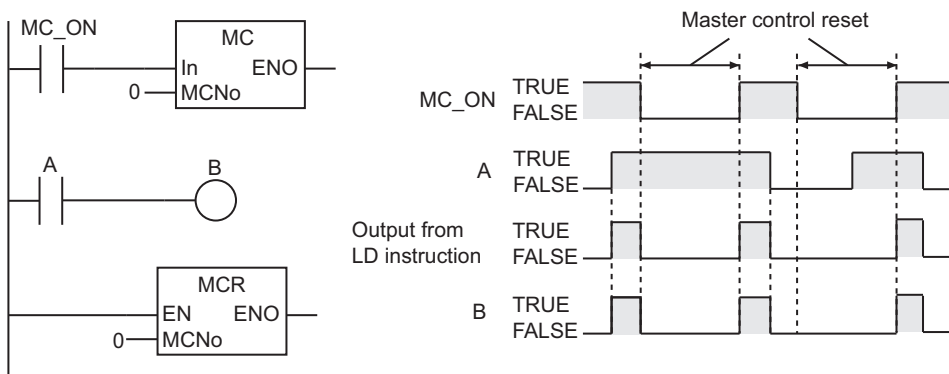 MC_ON
MC
In ENO
0 MCNo
A
B
MCR
EN ENO
0 MCNo
Master control reset
MC_ON
TRUE
FALSE
A
TRUE
FALSE
Output from
LD instruction
TRUE
FALSE
B
TRUE
FALSE